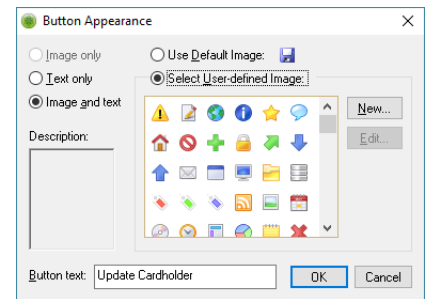 Button Appearance
Image only
Text only
Image and text
Use Default Image:
Select User-defined Image:
New...
Edit...
Description:
Button text: Update Cardholder
OK
Cancel